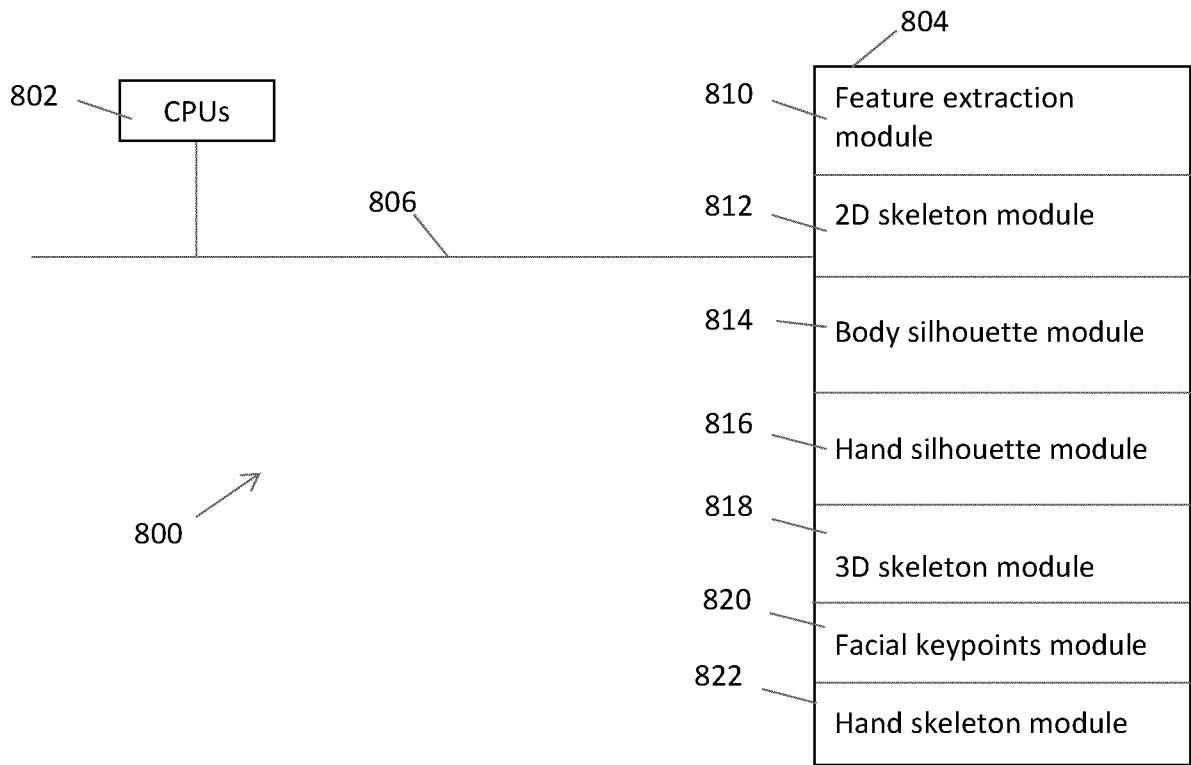 804
802
CPUs
810
Feature extraction
module
806
812
2D skeleton module
814
Body silhouette module
816
Hand silhouette module
800
818
3D skeleton module
820
Facial keypoints module
822
Hand skeleton module